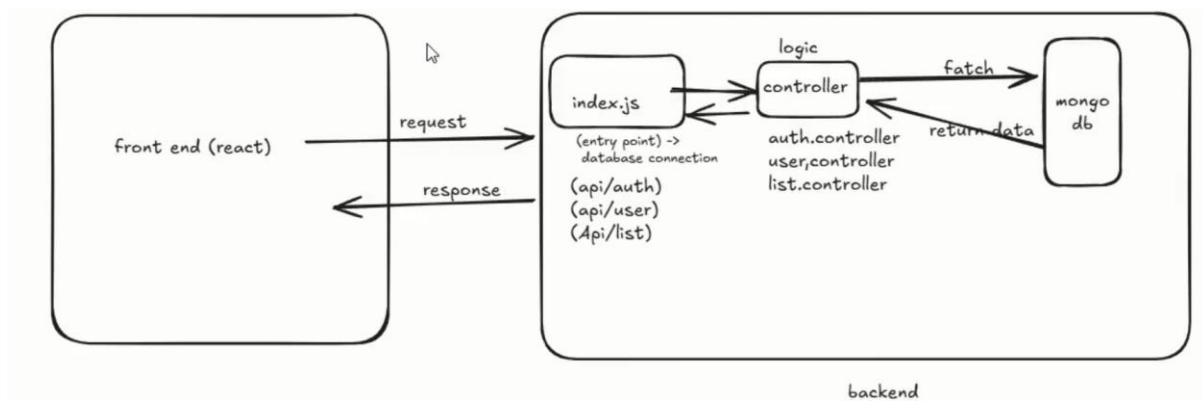 front end (react)
request
response
index.js
(entry point) ->
database connection
(api/auth)
(api/user)
(Api/list)
logic
controller
auth.controller
user,controller
list.controller
fatch
return data
mongo
db
backend